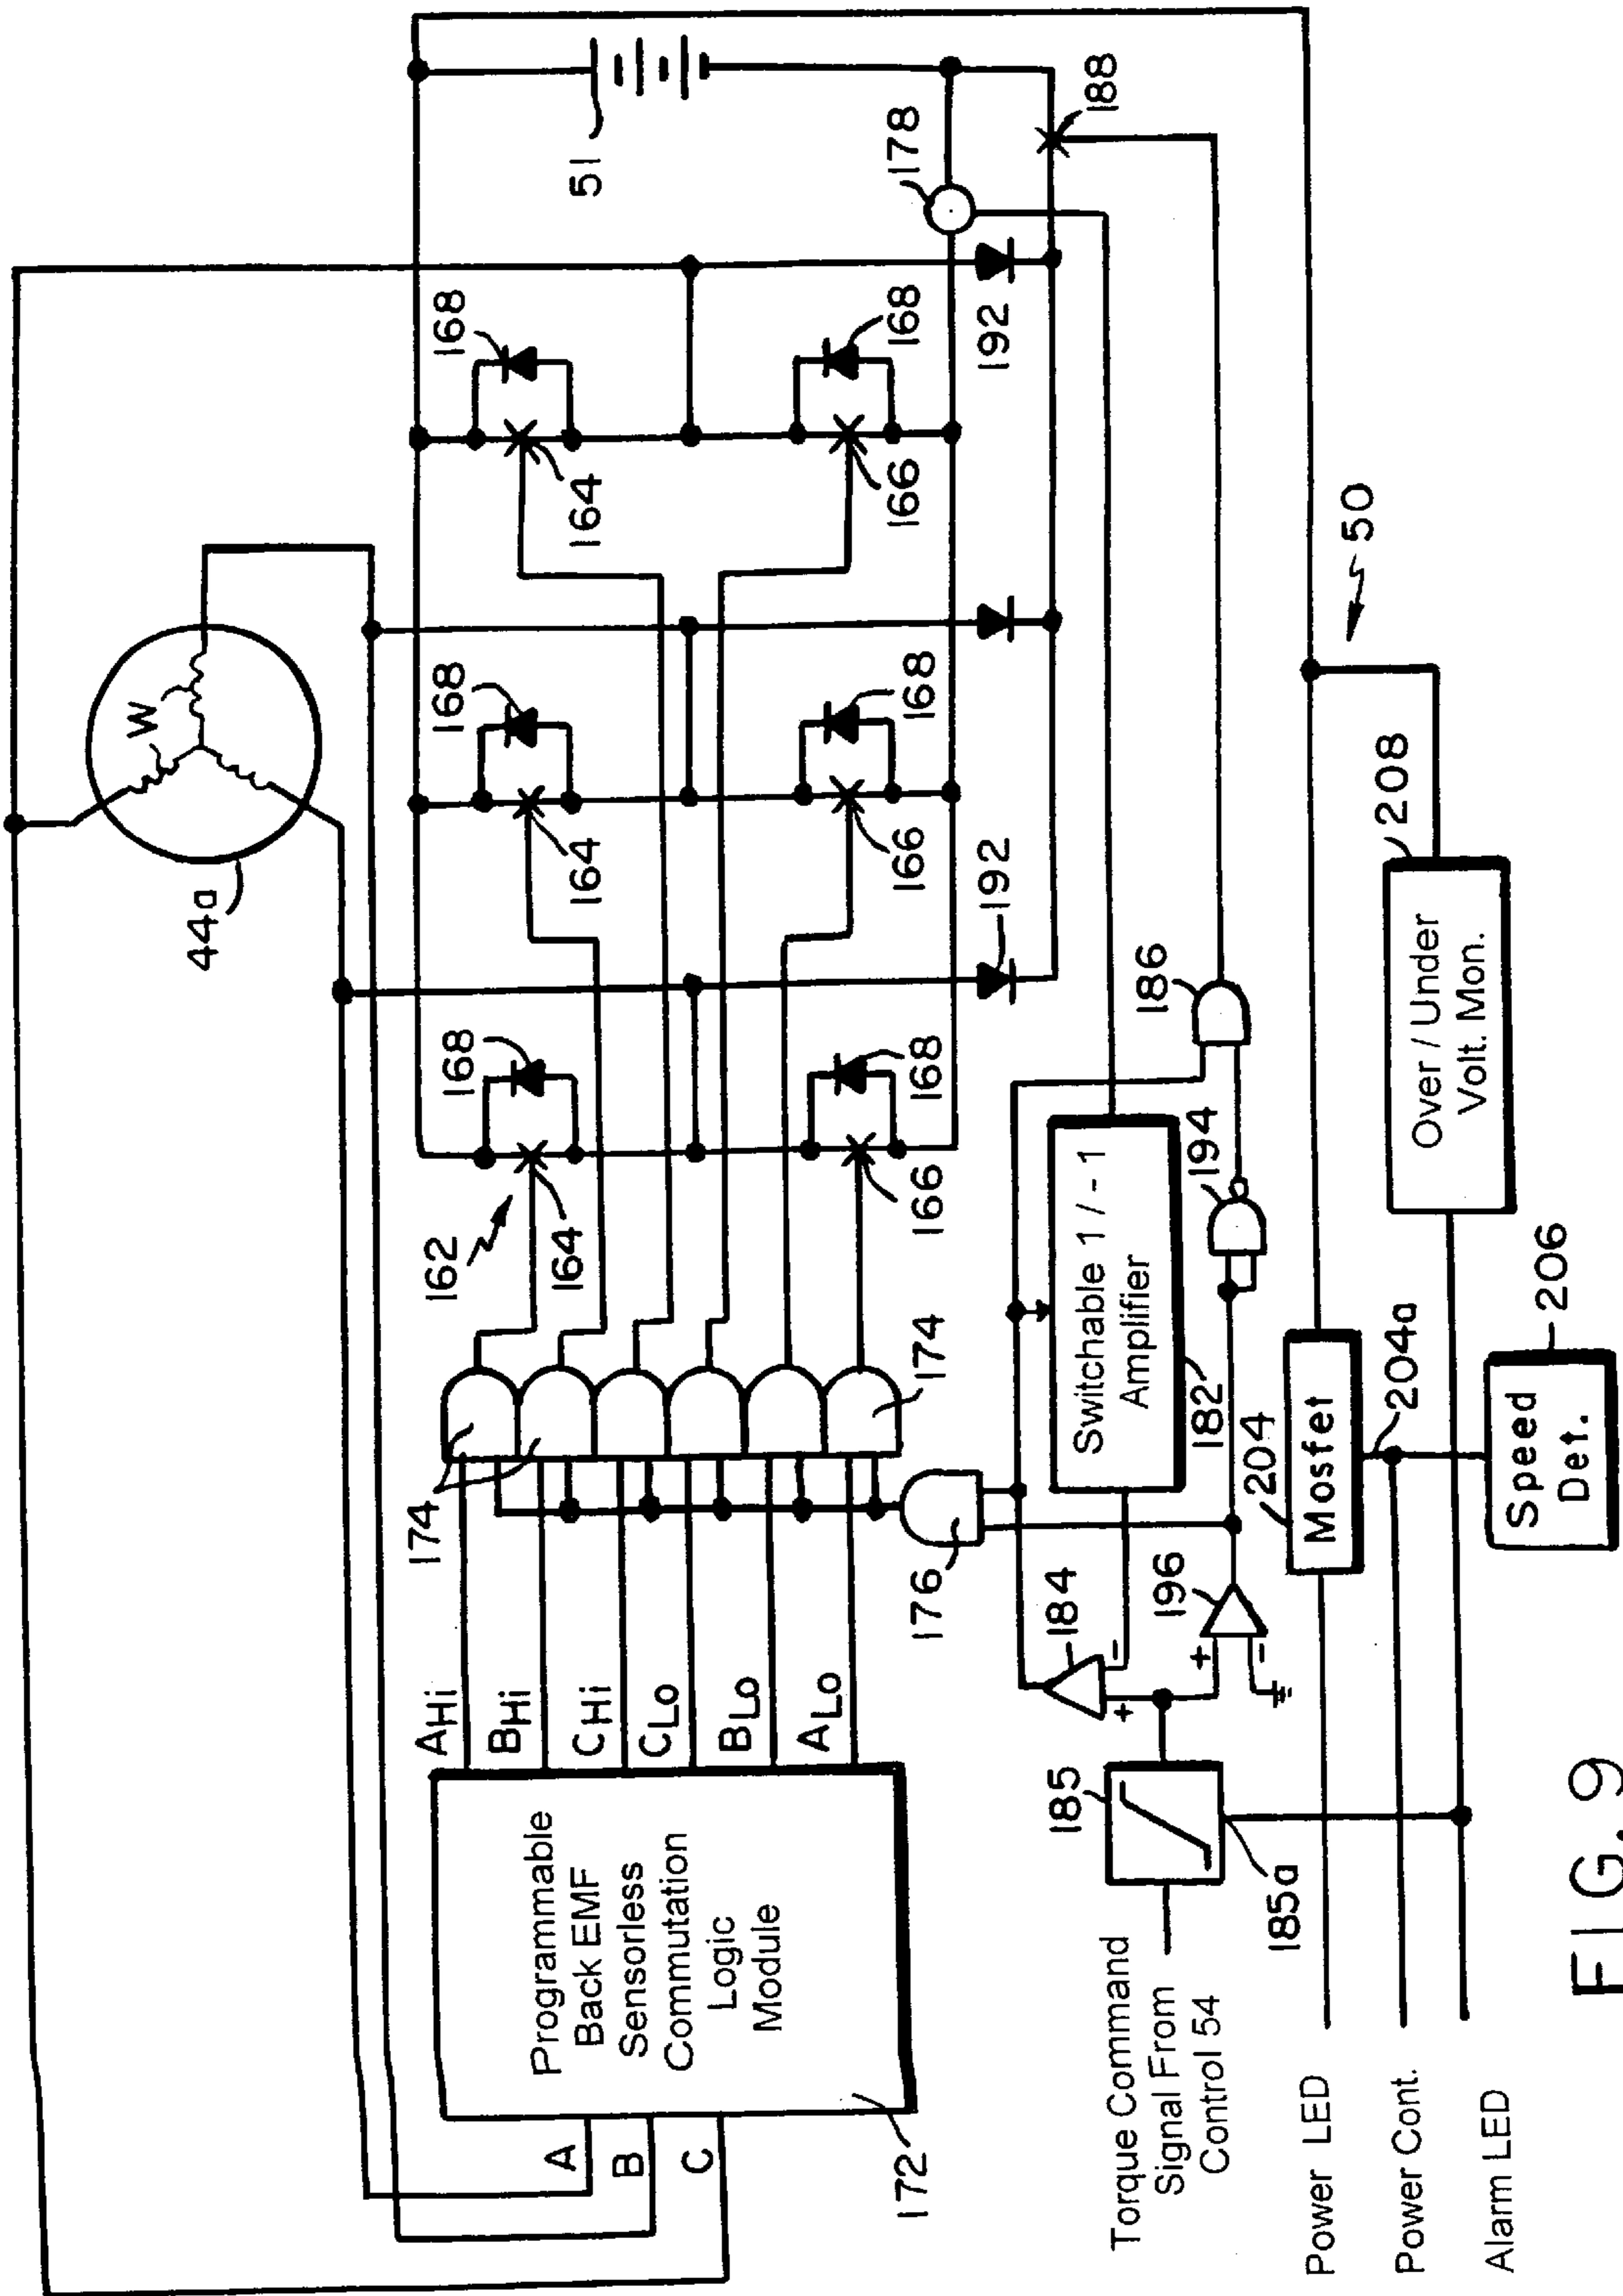 44a
W
51
168
168
168
162
164
164
164
178
188
168
168
168
166
166
166
192
192
174
174
176
A
B
C
172
Programmable
Back EMF
Sensorless
Commutation
Logic
Module
AHi
BHi
CHi
CLo
BLo
ALo
184
+
-
185
185a
196
+
-
Switchable 1 / - 1
Amplifier
182
186
194
50
Torque Command
Signal From
Control 54
204
Mosfet
204a
208
Over / Under
Volt. Mon.
206
Speed
Det.
Power LED
Power Cont.
Alarm LED
FIG. 9